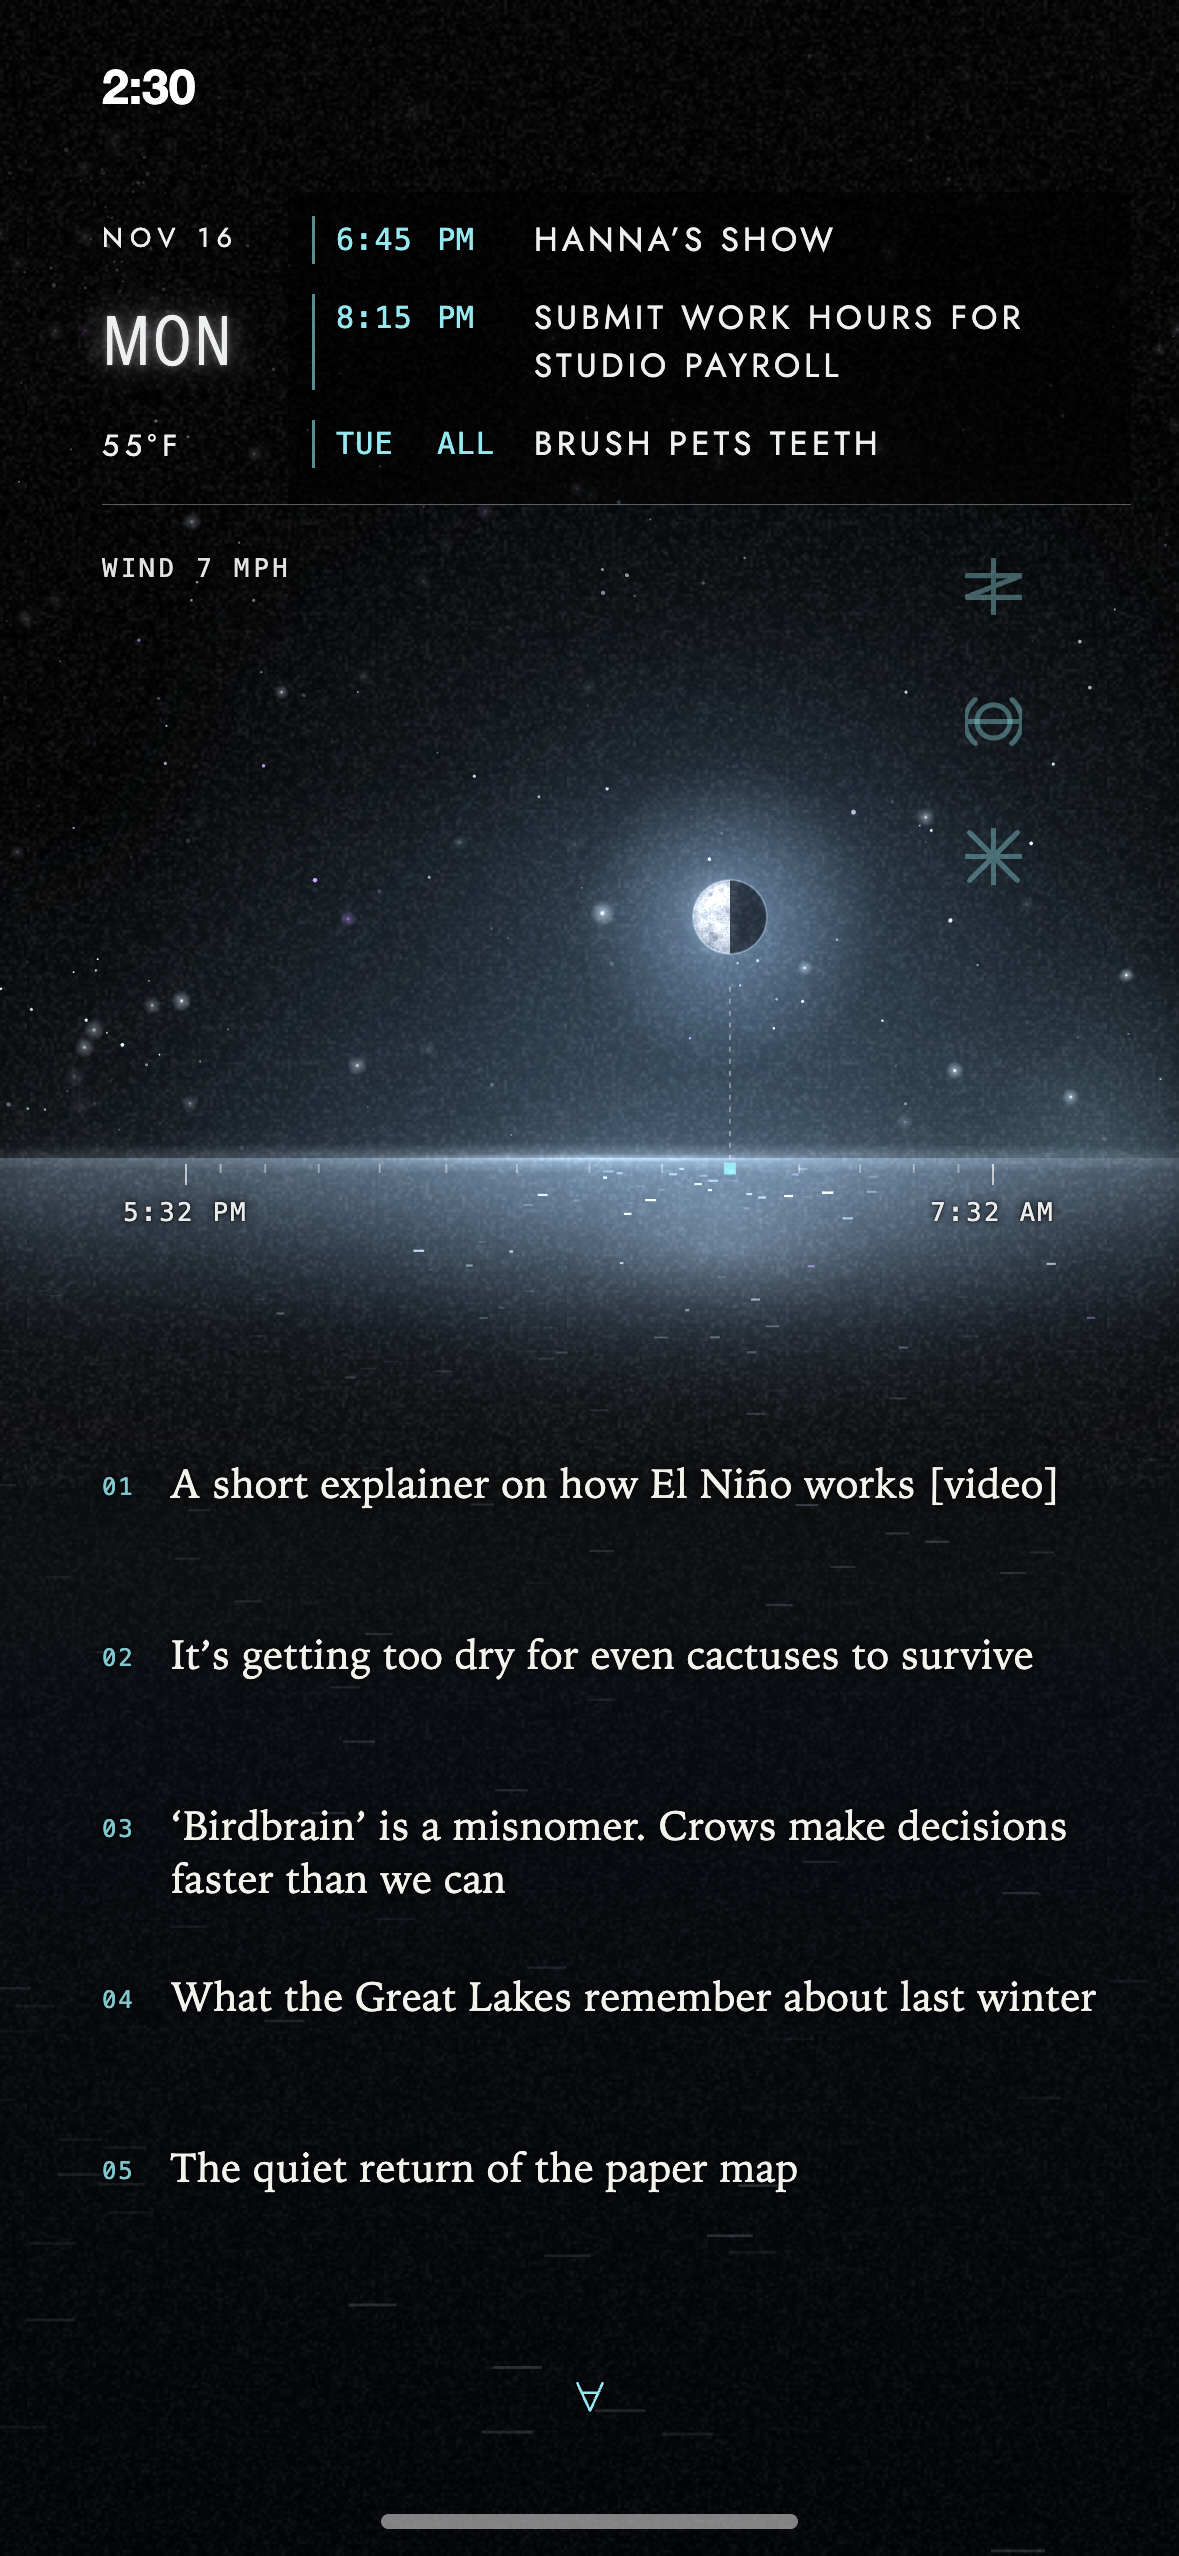 2:30
NOV 16
MON
55°F
6:45 PM HANNA’S SHOW
8:15 PM SUBMIT WORK HOURS FOR
STUDIO PAYROLL
TUE ALL BRUSH PETS TEETH
WIND 7 MPH
5:32 PM
7:32 AM
01 A short explainer on how El Niño works [video]
02 It’s getting too dry for even cactuses to survive
03 ‘Birdbrain’ is a misnomer. Crows make decisions
faster than we can
04 What the Great Lakes remember about last winter
05 The quiet return of the paper map